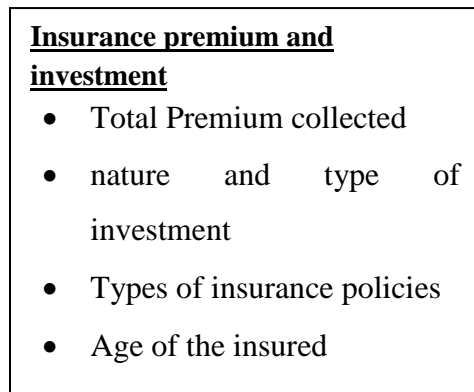 Insurance premium and
investment
• Total Premium collected
• nature and type of
investment
• Types of insurance policies
• Age of the insured